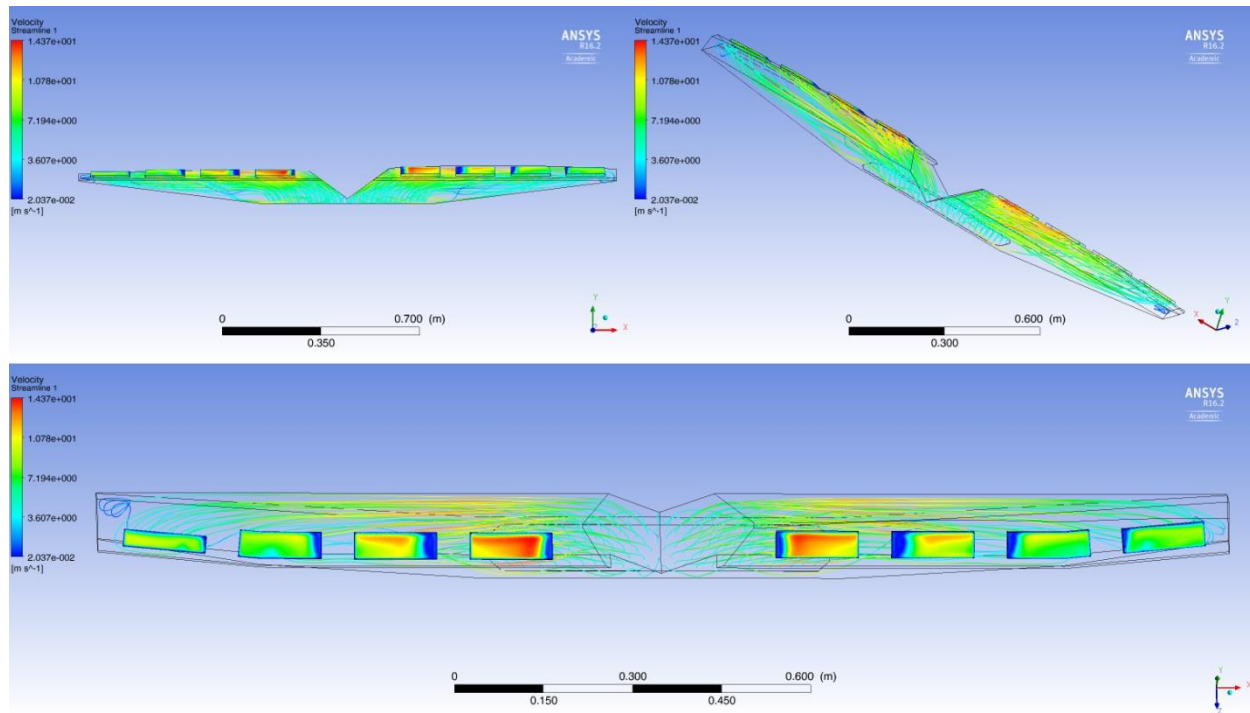 Velocity
Streamline 1
1.437e+001
1.078e+001
7.194e+000
3.607e+000
2.037e-002
[m s^-1]
ANSYS
R16.2
Academic
0 0.700 (m)
0.350
Y
X
Z
Velocity
Streamline 1
1.437e+001
1.078e+001
7.194e+000
3.607e+000
2.037e-002
[m s^-1]
ANSYS
R16.2
Academic
0 0.600 (m)
0.300
X
Y
Z
Velocity
Streamline 1
1.437e+001
1.078e+001
7.194e+000
3.607e+000
2.037e-002
[m s^-1]
ANSYS
R16.2
Academic
0 0.300 0.600 (m)
0.150 0.450
Y
X
Z